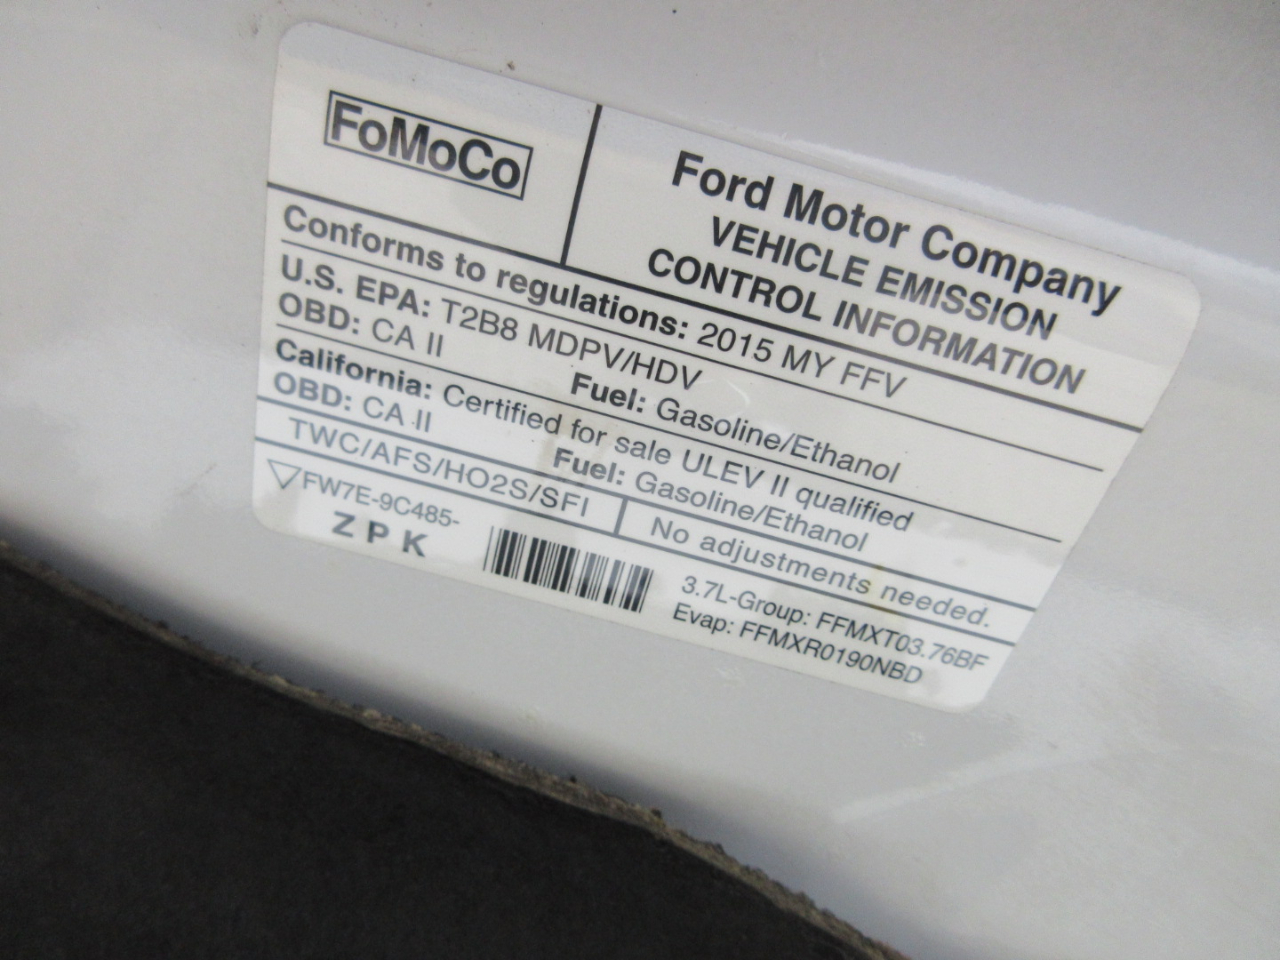 FoMoCo
Ford Motor Company
VEHICLE EMISSION
CONTROL INFORMATION
Conforms to regulations: 2015 MY FFV
U.S. EPA: T2B8 MDPV/HDV
OBD: CA II Fuel: Gasoline/Ethanol
California: Certified for sale ULEV II qualified
OBD: CA II Fuel: Gasoline/Ethanol
TWC/AFS/HO2S/SFI No adjustments needed.
FW7E-9C485-
ZPK
3.7L-Group: FFMXT03.76BF
Evap: FFMXR0190NBD